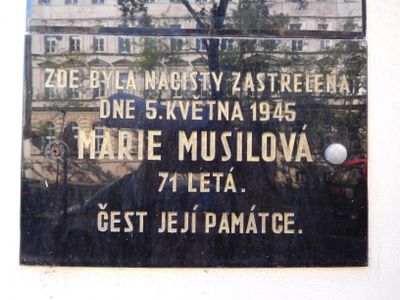 ZDE BYLA NACISTY ZASTŘELENA
DNE 5. KVĚTNA 1945
MARIE MUSILOVÁ
71 LETÁ.
ČEST JEJÍ PAMÁTCE.